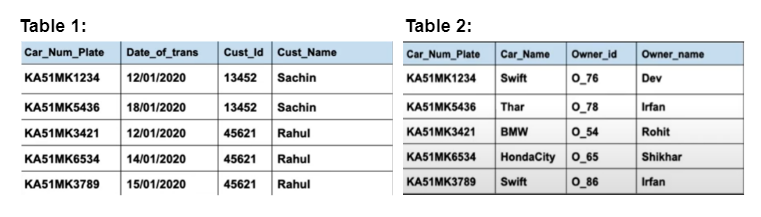 Table 1:
Car_Num_Plate Date_of_trans Cust_Id Cust_Name
KA51MK1234 12/01/2020 13452 Sachin
KA51MK5436 18/01/2020 13452 Sachin
KA51MK3421 12/01/2020 45621 Rahul
KA51MK6534 14/01/2020 45621 Rahul
KA51MK3789 15/01/2020 45621 Rahul
Table 2:
Car_Num_Plate Car_Name Owner_id Owner_name
KA51MK1234 Swift O_76 Dev
KA51MK5436 Thar O_78 Irfan
KA51MK3421 BMW O_54 Rohit
KA51MK6534 HondaCity O_65 Shikhar
KA51MK3789 Swift O_86 Irfan